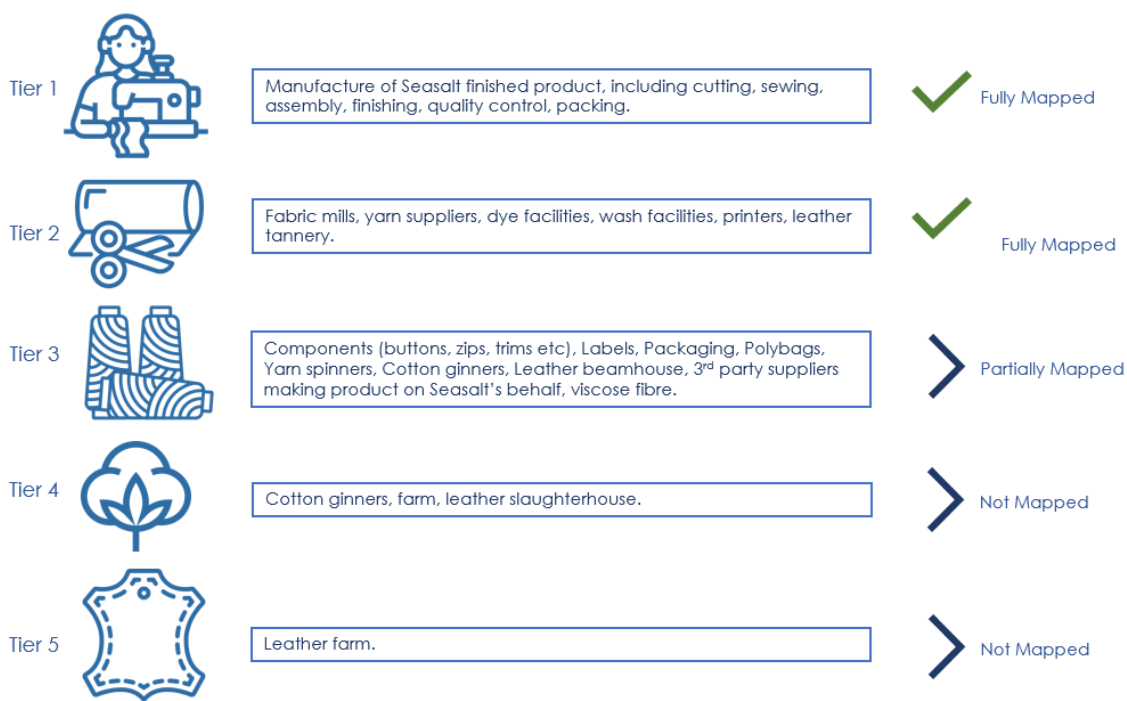 Tier 1
Manufacture of Seasalt finished product, including cutting, sewing,
assembly, finishing, quality control, packing.
Fully Mapped
Tier 2
Fabric mills, yarn suppliers, dye facilities, wash facilities, printers, leather
tannery.
Fully Mapped
Tier 3
Components (buttons, zips, trims etc), Labels, Packaging, Polybags,
Yarn spinners, Cotton ginners, Leather beamhouse, 3rd party suppliers
making product on Seasalt’s behalf, viscose fibre.
Partially Mapped
Tier 4
Cotton ginners, farm, leather slaughterhouse.
Not Mapped
Tier 5
Leather farm.
Not Mapped